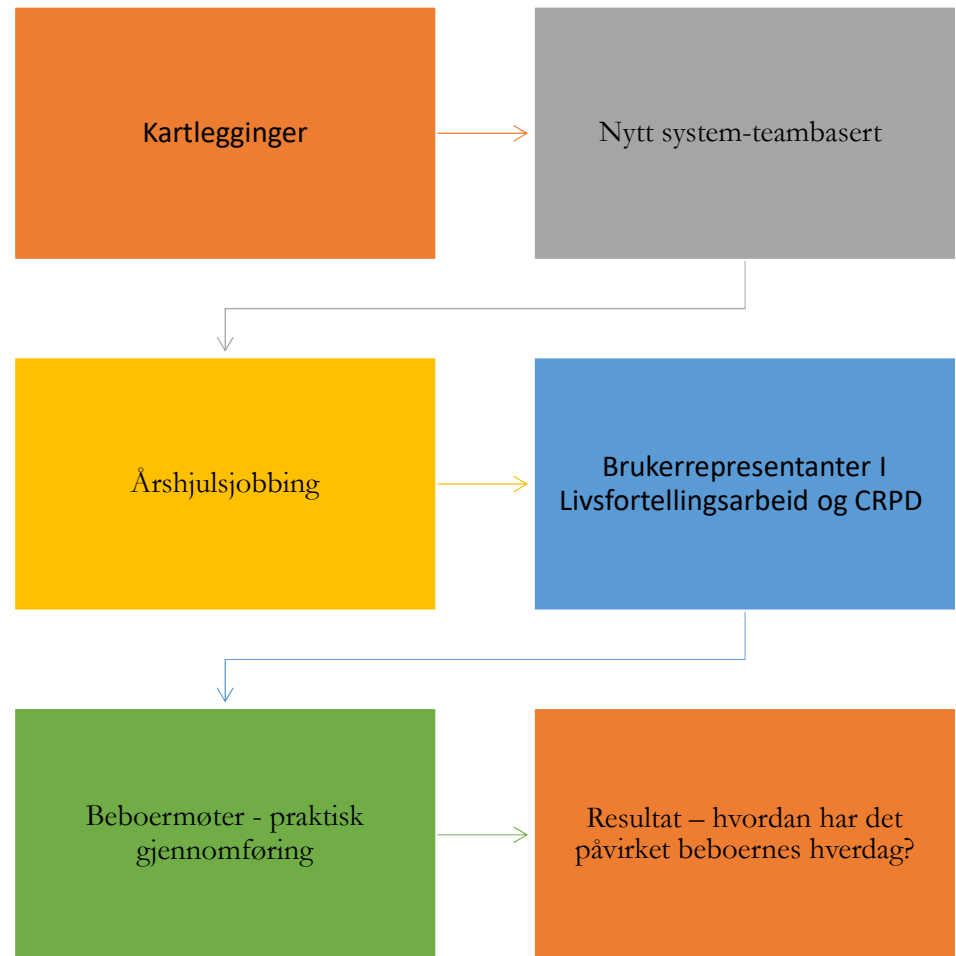 Kartlegginger
Nytt system-teambasert
Årshjulsjobbing
Brukerrepresentanter I
Livsfortellingsarbeid og CRPD
Beboermøter - praktisk
gjennomføring
Resultat – hvordan har det
påvirket beboernes hverdag?